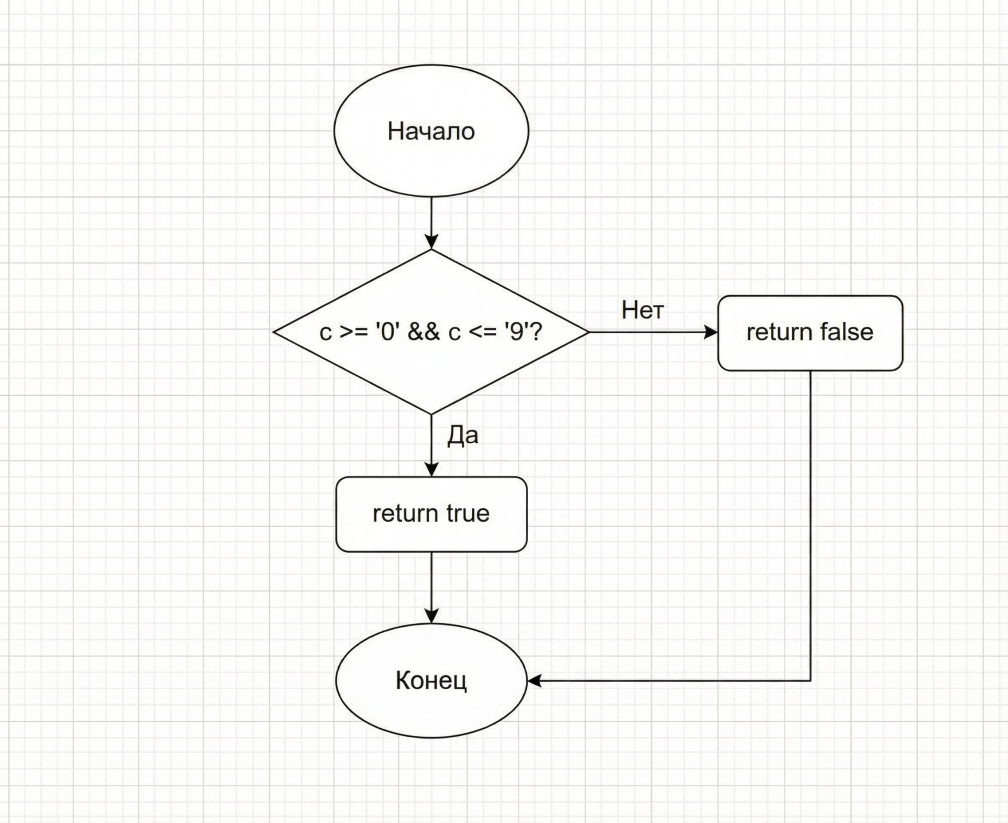 Начало
c >= '0' && c <= '9'?
Нет
return false
Да
return true
Конец